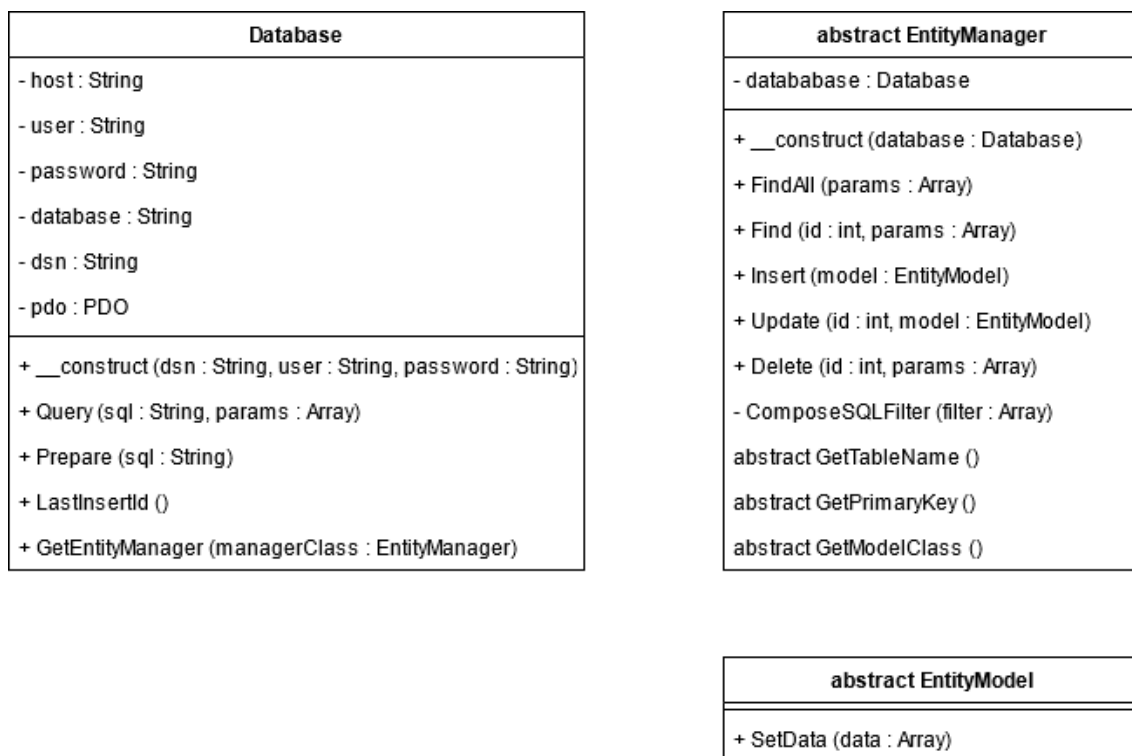 Database
- host : String
- user : String
- password : String
- database : String
- dsn : String
- pdo : PDO
+ __construct (dsn : String, user : String, password : String)
+ Query (sql : String, params : Array)
+ Prepare (sql : String)
+ LastInsertId ()
+ GetEntityManager (managerClass : EntityManager)
abstract EntityManager
- datababase : Database
+ __construct (database : Database)
+ FindAll (params : Array)
+ Find (id : int, params : Array)
+ Insert (model : EntityModel)
+ Update (id : int, model : EntityModel)
+ Delete (id : int, params : Array)
- ComposeSQLFilter (filter : Array)
abstract GetTableName ()
abstract GetPrimaryKey ()
abstract GetModelClass ()
abstract EntityModel
+ SetData (data : Array)